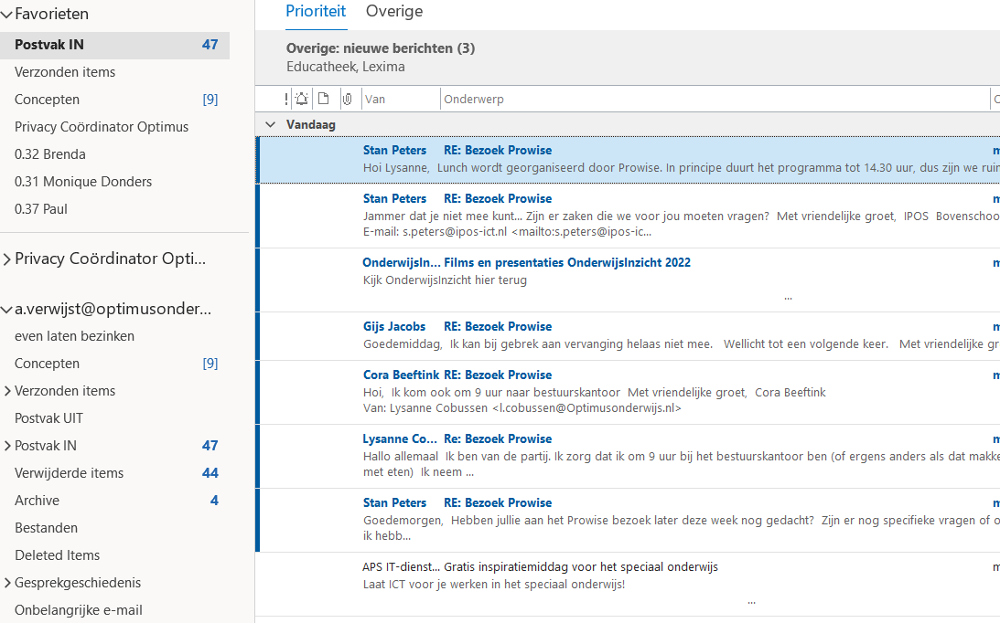 Favorieten
Postvak IN 47
Verzonden items
Concepten [9]
Privacy Coördinator Optimus
0.32 Brenda
0.31 Monique Donders
0.37 Paul
Privacy Coördinator Opti...
a.verwijst@optimusonder...
even laten bezinken
Concepten [9]
Verzonden items
Postvak UIT
Postvak IN 47
Verwijderde items 44
Archive 4
Bestanden
Deleted Items
Gesprekgeschiedenis
Onbelangrijke e-mail
Prioriteit Overige
Overige: nieuwe berichten (3)
Educatheek, Lexima
! Van Onderwerp
Vandaag
Stan Peters RE: Bezoek Prowise m
Hoi Lysanne, Lunch wordt georganiseerd door Prowise. In principe duurt het programma tot 14.30 uur, dus zijn we ruin
Stan Peters RE: Bezoek Prowise m
Jammer dat je niet mee kunt... Zijn er zaken die we voor jou moeten vragen? Met vriendelijke groet, IPOS Bovenschoo
E-mail: s.peters@ipos-ict.nl <mailto:s.peters@ipos-ic...
OnderwijsIn... Films en presentaties OnderwijsInzicht 2022 m
Kijk OnderwijsInzicht hier terug
...
Gijs Jacobs RE: Bezoek Prowise m
Goedemiddag, Ik kan bij gebrek aan vervanging helaas niet mee. Wellicht tot een volgende keer. Met vriendelijke gr
Cora Beeftink RE: Bezoek Prowise m
Hoi, Ik kom ook om 9 uur naar bestuurskantoor Met vriendelijke groet, Cora Beeftink
Van: Lysanne Cobussen <l.cobussen@Optimusonderwijs.nl>
Lysanne Co... Re: Bezoek Prowise m
Hallo allemaal Ik ben van de partij. Ik zorg dat ik om 9 uur bij het bestuurskantoor ben (of ergens anders als dat makke
met eten) Ik neem ...
Stan Peters RE: Bezoek Prowise m
Goedemorgen, Hebben jullie aan het Prowise bezoek later deze week nog gedacht? Zijn er nog specifieke vragen of o
ik hebb...
APS IT-dienst... Gratis inspiratiemiddag voor het speciaal onderwijs m
Laat ICT voor je werken in het speciaal onderwijs!
...